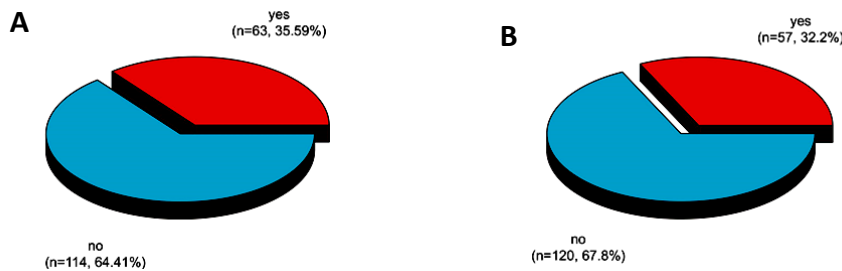 A
yes
(n=63, 35.59%)
no
(n=114, 64.41%)
B
yes
(n=57, 32.2%)
no
(n=120, 67.8%)